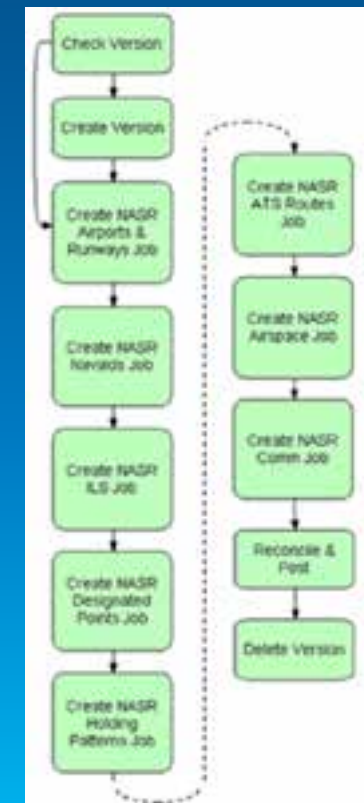 Check Version
Create Version
Create NASR
Airports &
Runways Job
Create NASR
Navaids Job
Create NASR
ILS Job
Create NASR
Designated
Points Job
Create NASR
Holding
Patterns Job
Create NASR
ATS Routes
Job
Create NASR
Airspace Job
Create NASR
Comm Job
Reconcile &
Post
Delete Version